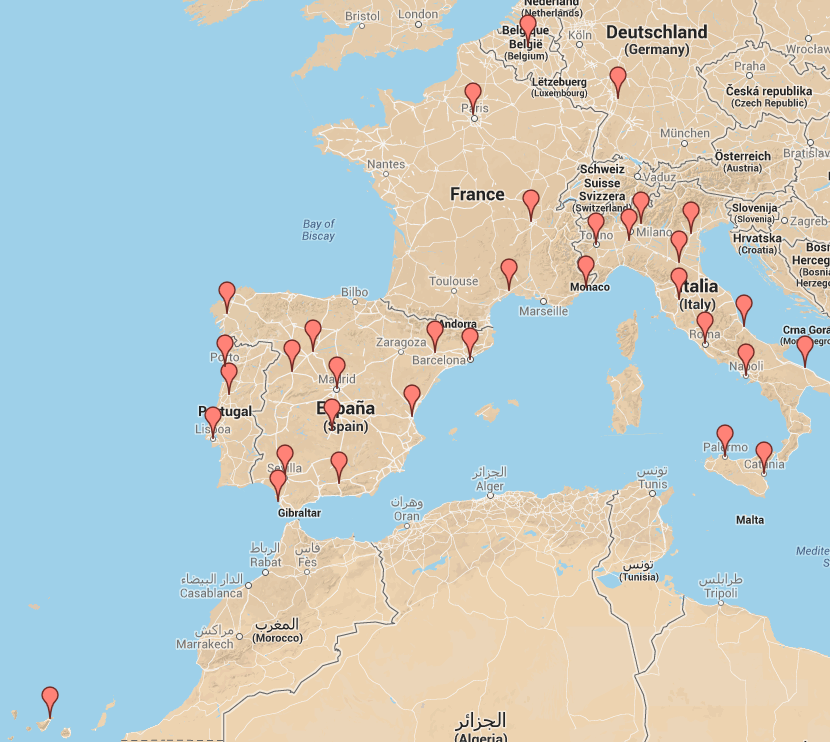 Nederland
(Netherlands)
Bristol
London
België
(Belgium)
Köln
Deutschland
(Germany)
Wrocław
Praha
Lëtzebuerg
(Luxembourg)
Česká republika
(Czech Republic)
Paris
München
Österreich
(Austria)
Bratislav
Nantes
Schweiz
Suisse
Svizzera
(Switzerland)
Vaduz
France
Slovenija
(Slovenia)
Zagreb
Bay of
Biscay
Torino
Milano
Hrvatska
(Croatia)
Bosn
Herceg
(Bosnia
Herzego
Toulouse
Monaco
Italia
(Italy)
Bilbo
Marseille
Andorra
Crna Gora
Roma
Zaragoza
Porto
Barcelona
Napoli
Madrid
España
(Spain)
Portugal
Lisboa
Palermo
Catania
Sevilla
الجزائر
Alger
تونس
Tunis
وهران
Oran
Gibraltar
Malta
الرباط
Rabat
فاس
Fès
Medite
S
الدار البيضاء
Casablanca
تونس
(Tunisia)
طرابلس
Tripoli
المغرب
(Morocco)
مراكش
Marrakech
الجزائر
(Algeria)